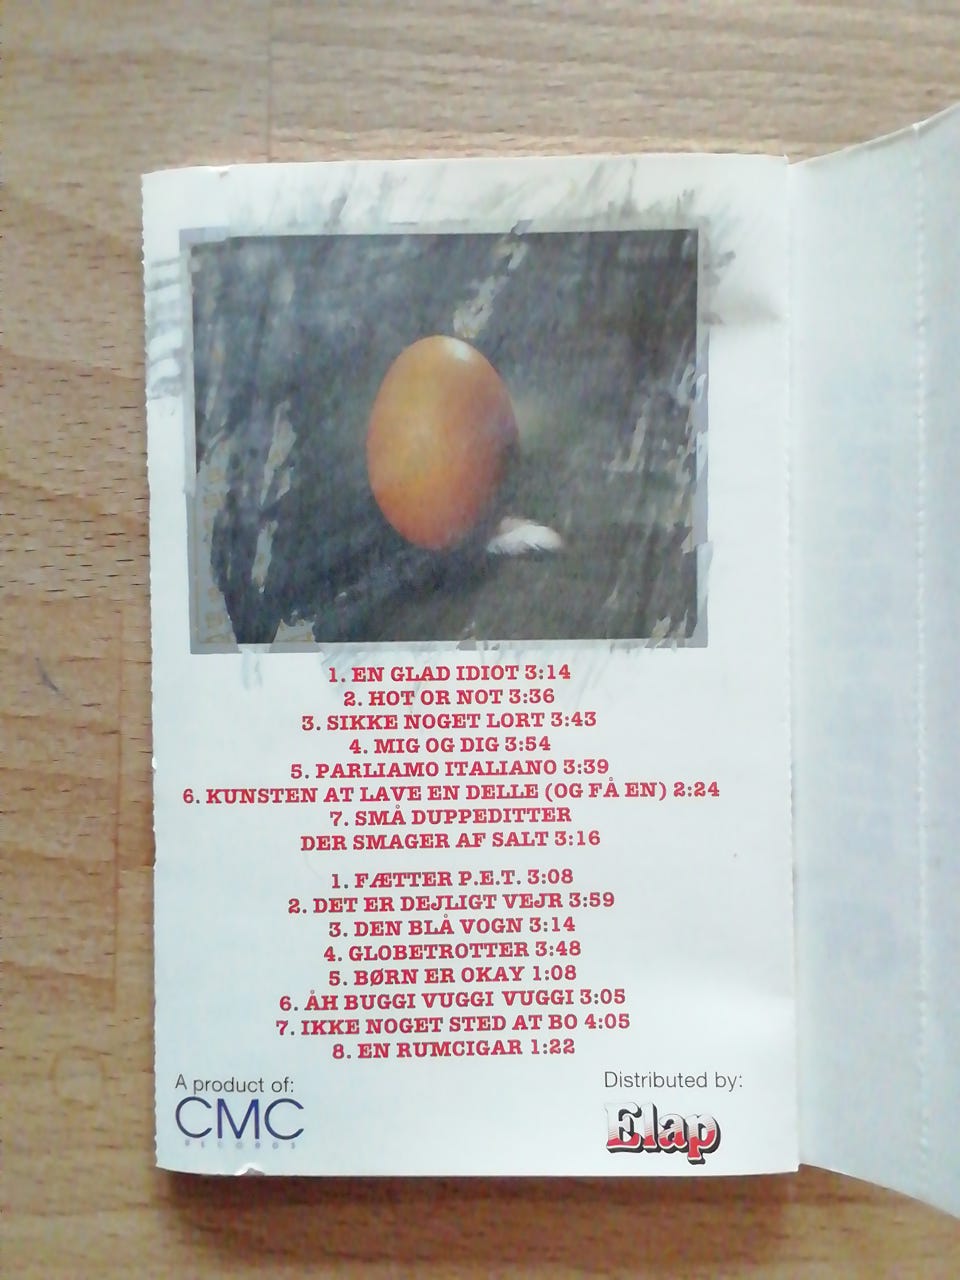 1. EN GLAD IDIOT 3:14
2. HOT OR NOT 3:36
3. SIKKE NOGET LORT 3:43
4. MIG OG DIG 3:54
5. PARLIAMO ITALIANO 3:39
6. KUNSTEN AT LAVE EN DELLE (OG FÅ EN) 2:24
7. SMÅ DUPPEDITTER
DER SMAGER AF SALT 3:16
1. FÆTTER P.E.T. 3:08
2. DET ER DEJLIGT VEJR 3:59
3. DEN BLÅ VOGN 3:14
4. GLOBETROTTER 3:48
5. BØRN ER OKAY 1:08
6. ÅH BUGGI VUGGI VUGGI 3:05
7. IKKE NOGET STED AT BO 4:05
8. EN RUMCIGAR 1:22
A product of:
CMC
RECORDS
Distributed by:
Elap